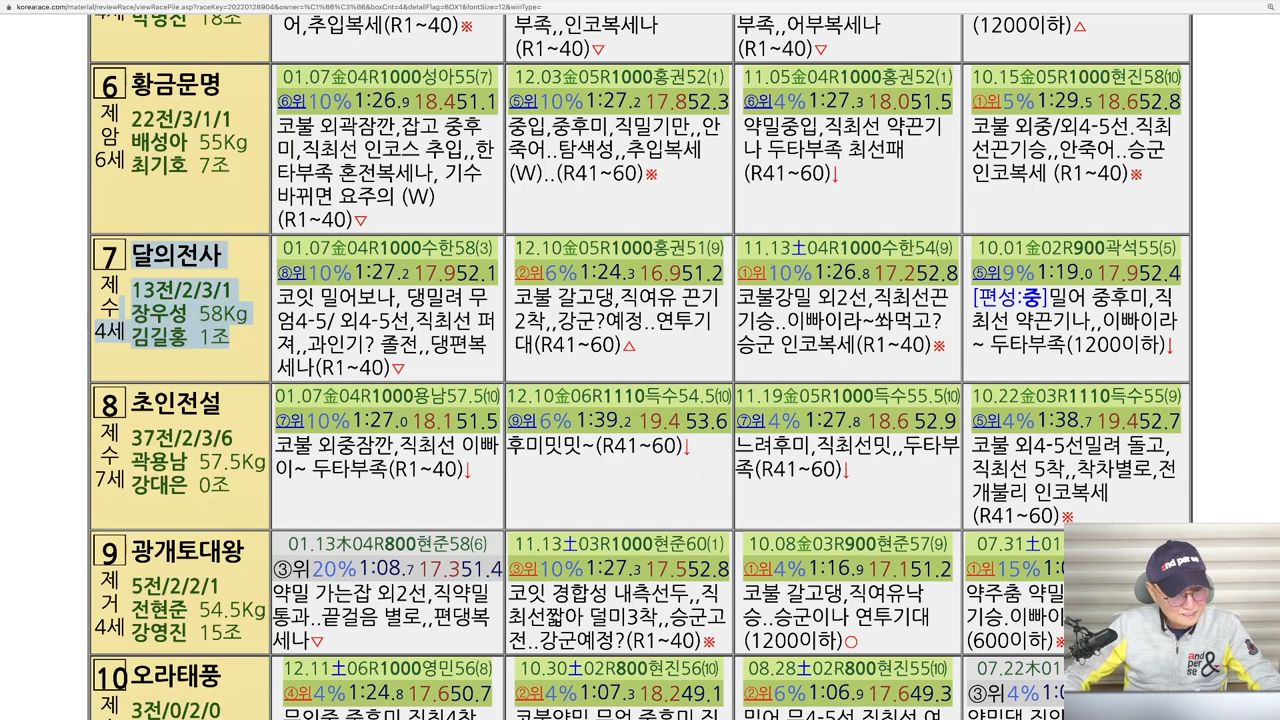 korearace.com/material/reviewRace/viewRacePile.asp?raceKey=20220128904&owner=%C1%B6%C3%B6&boxCnt=4&detailFlag=BOX1&fontSize=12&winType=
어,추입복세(R1~40)※
부족,,인코복세나
(R1~40)▽
부족,,어부복세나
(R1~40)▽
(1200이하)△
6 황금문명
제
암
6세
22전/3/1/1
배성아 55Kg
최기호 7조
01.07金04R1000성아55(7)
⑥위10% 1:26.9 18.451.1
코볼 외곽잠깐,잡고 중후
미,직최선 인코스 추입,,한
타부족 혼전복세나, 기수
바뀌면 요주의 (W)
(R1~40)▽
12.03金05R1000홍권52(1)
⑤위10% 1:27.2 17.852.3
중입,중후미,직밀기만,,안
죽어..탐색성,,추입복세
(W)..(R41~60)※
11.05金04R1000홍권52(1)
⑥위4% 1:27.3 18.051.5
약밀중입,직최선 약끈기
나 두타부족 최선패
(R41~60)↓
10.15金05R1000현진58(10)
①위5% 1:29.5 18.652.8
코볼 외중/외4-5선.직최
선끈기승,,안죽어..승군
인코복세 (R1~40)※
7 달의전사
제
수
4세
13전/2/3/1
장우성 58Kg
김길홍 1조
01.07金04R1000수한58(3)
⑧위10% 1:27.2 17.952.1
코잇 밀어보나, 댕밀려 무
엄4-5/ 외4-5선,직최선 퍼
져,,과인기? 졸전,,댕편복
세나(R1~40)▽
12.10金05R1000홍권51(9)
②위6% 1:24.3 16.951.2
코볼 갈고댕,직여유 끈기
2착,,강군?예정..연투기
대(R41~60)△
11.13土04R1000수한54(9)
①위10% 1:26.8 17.252.8
코볼강밀 외2선,직최선끈
기승..이빠이라~쏴먹고?
승군 인코복세(R1~40)※
10.01金02R900곽석55(5)
⑥위9% 1:19.0 17.952.4
[편성:중]밀어 중후미,직
최선 약끈기나,,이빠이라
~ 두타부족(1200이하)↓
8 초인전설
제
수
7세
37전/2/3/6
곽용남 57.5Kg
강대은 0조
01.07金04R1000용남57.5(10)
⑦위10% 1:27.0 18.151.5
코볼 외중잠깐,직최선 이빠
이~ 두타부족(R1~40)↓
12.10金06R1110득수54.5(10)
⑨위6% 1:39.2 19.4 53.6
후미밋밋~(R41~60)↓
11.19金05R1000득수55.5(10)
⑦위4% 1:27.8 18.6 52.9
느려후미,직최선밋,,두타부
족(R41~60)↓
10.22金03R1110득수55(9)
⑤위4% 1:38.7 19.452.7
코볼 외4-5선밀려 돌고,
직최선 5착,,착차별로,전
개불리 인코복세
(R41~60)※
9 광개토대왕
제
거
4세
5전/2/2/1
전현준 54.5Kg
강영진 15조
01.13木04R800현준58(6)
③위20% 1:08.7 17.351.4
약밀 가는잡 외2선,직약밀
통과..끝걸음 별로,,편댕복
세나▽
11.13土03R1000현준60(1)
③위10% 1:27.3 17.552.8
코잇 경합성 내측선두,,직
최선짧아 덜미3착,,승군고
전..강군예정?(R1~40)※
10.08金03R900현준57(9)
①위4% 1:16.9 17.151.2
코볼 갈고댕,직여유낙
승..승군이나 연투기대
(1200이하)○
07.31土01
①위15% 1:0
약주춤 약밀
기승.이빠이
(600이하)※
10 오라태풍
제
3전/0/2/0
12.11土06R1000영민56(8)
④위4% 1:24.8 17.650.7
10.30土02R800현진56(10)
②위4% 1:07.3 18.249.1
08.28土02R800현진55(10)
②위6% 1:06.9 17.649.3
07.22木01
③위4% 1:0
and per se
and
per
se
&